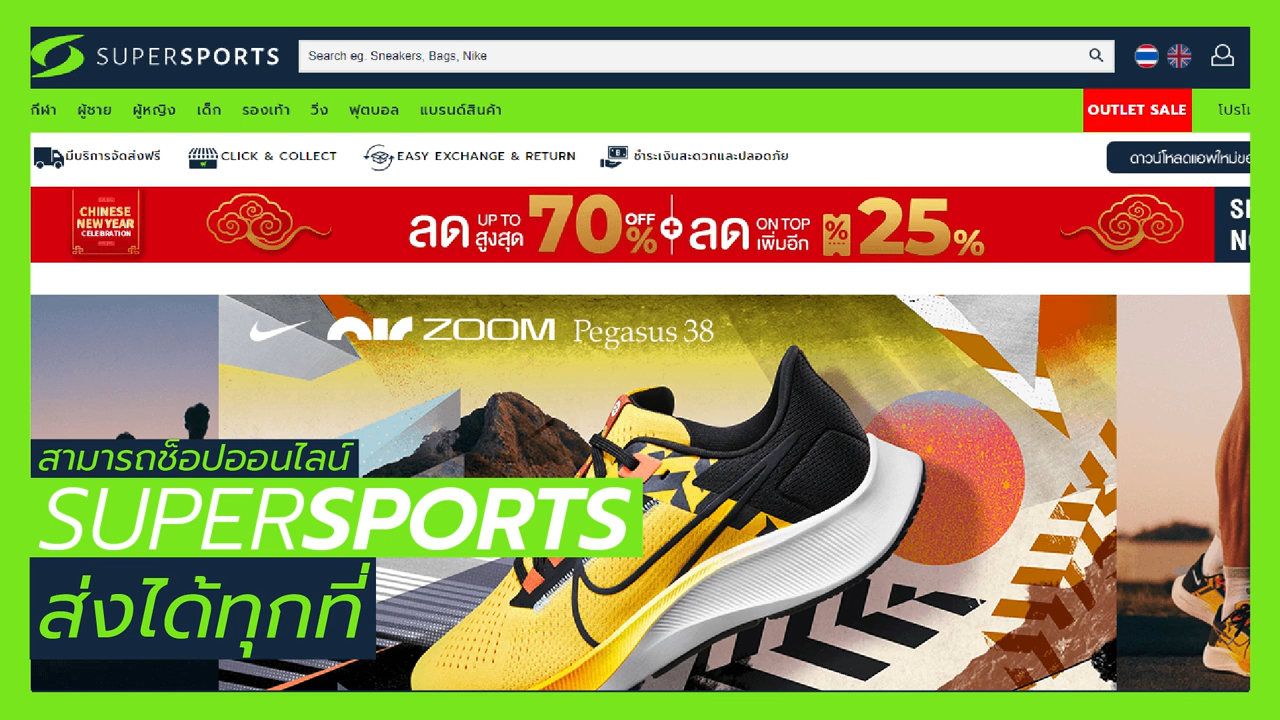 SUPERSPORTS
Search eg. Sneakers, Bags, Nike
กีฬา ผู้ชาย ผู้หญิง เด็ก รองเท้า วิ่ง ฟุตบอล แบรนด์สินค้า OUTLET SALE
มีบริการจัดส่งฟรี CLICK & COLLECT EASY EXCHANGE & RETURN ชำระเงินสะดวกและปลอดภัย
CHINESE
NEW YEAR
CELEBRATION
ลด UP TO สูงสุด 70% OFF + ลด ON TOP เพิ่มอีก % 25%
air ZOOM Pegasus 38
สามารถช็อปออนไลน์
SUPERSPORTS
ส่งได้ทุกที่